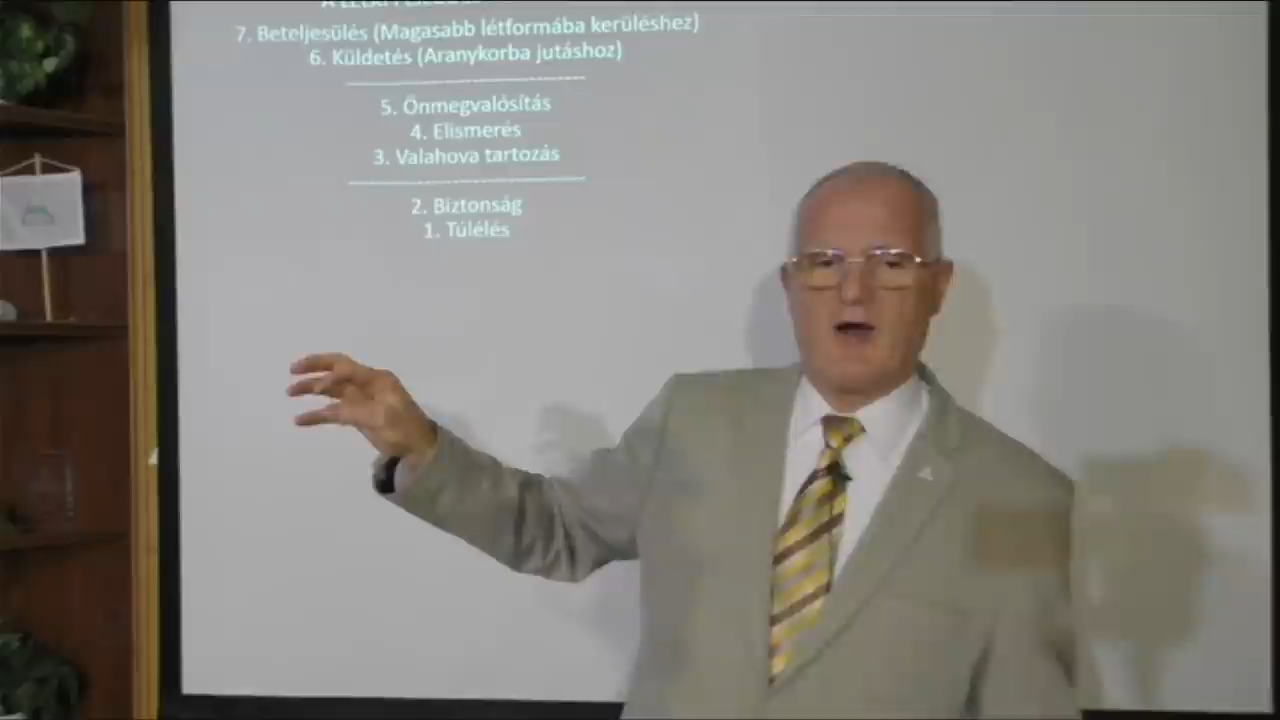 7. Beteljesülés (Magasabb létformába kerüléshez)
6. Küldetés (Aranykorba jutáshoz)
5. Önmegvalósítás
4. Elismerés
3. Valahova tartozás
2. Biztonság
1. Túlélés